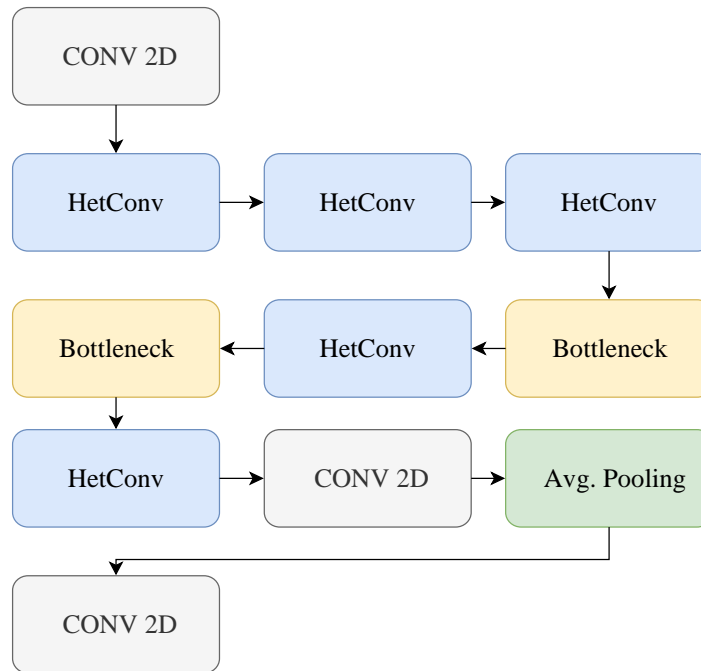 CONV 2D
HetConv
HetConv
HetConv
Bottleneck
HetConv
Bottleneck
HetConv
CONV 2D
Avg. Pooling
CONV 2D